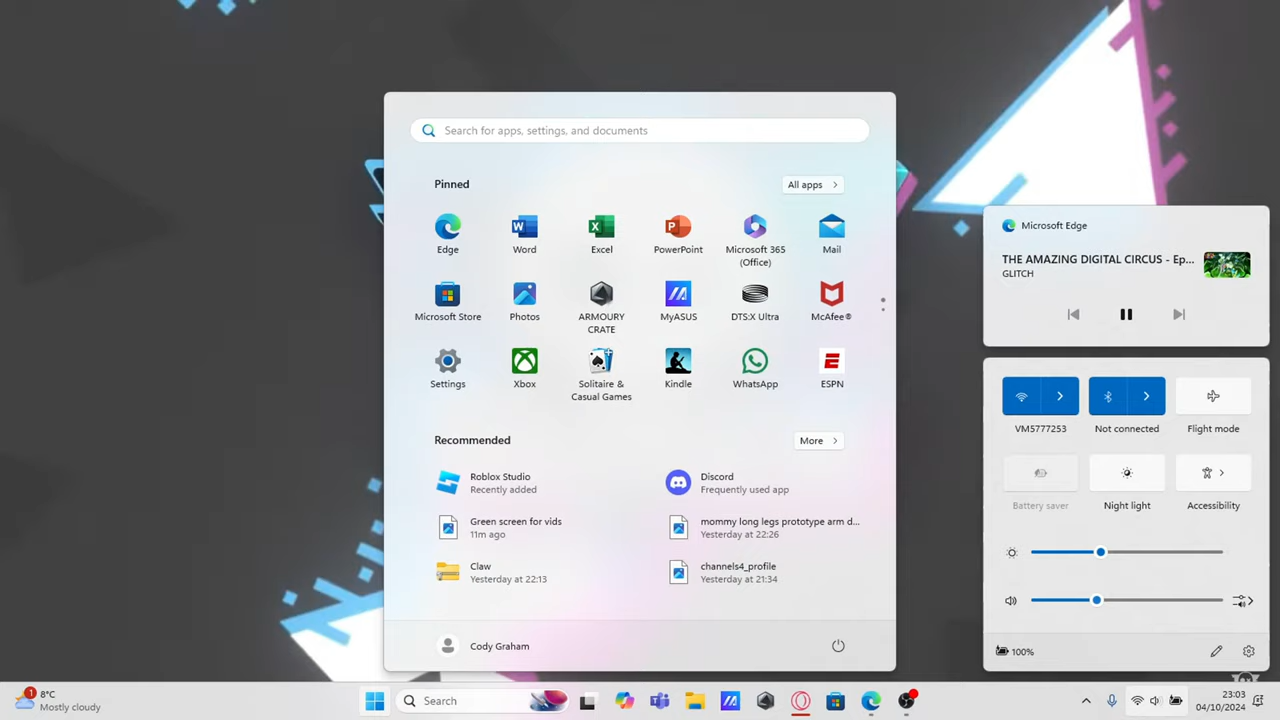 Search for apps, settings, and documents
Pinned
All apps
Edge
Word
Excel
PowerPoint
Microsoft 365
(Office)
Mail
Microsoft Store
Photos
ARMOURY
CRATE
MyASUS
DTS:X Ultra
McAfee®
Settings
Xbox
Solitaire &
Casual Games
Kindle
WhatsApp
ESPN
Recommended
More
Roblox Studio
Recently added
Discord
Frequently used app
Green screen for vids
11m ago
mommy long legs prototype arm d...
Yesterday at 22:26
Claw
Yesterday at 22:13
channels4_profile
Yesterday at 21:34
Cody Graham
Microsoft Edge
THE AMAZING DIGITAL CIRCUS - Ep...
GLITCH
VM5777253
Not connected
Flight mode
Battery saver
Night light
Accessibility
100%
1
8°C
Mostly cloudy
Search
23:03
04/10/2024